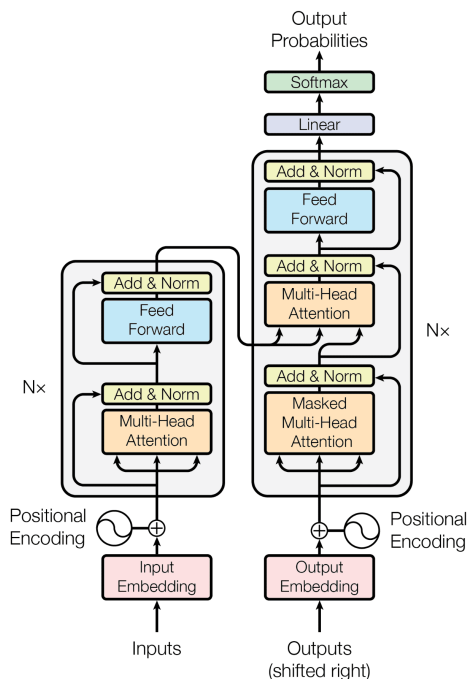 Output
Probabilities
Softmax
Linear
Add & Norm
Feed
Forward
Add & Norm
Multi-Head
Attention
Nx
Add & Norm
Masked
Multi-Head
Attention
Add & Norm
Feed
Forward
Nx
Add & Norm
Multi-Head
Attention
Positional
Encoding
Positional
Encoding
Input
Embedding
Output
Embedding
Inputs
Outputs
(shifted right)